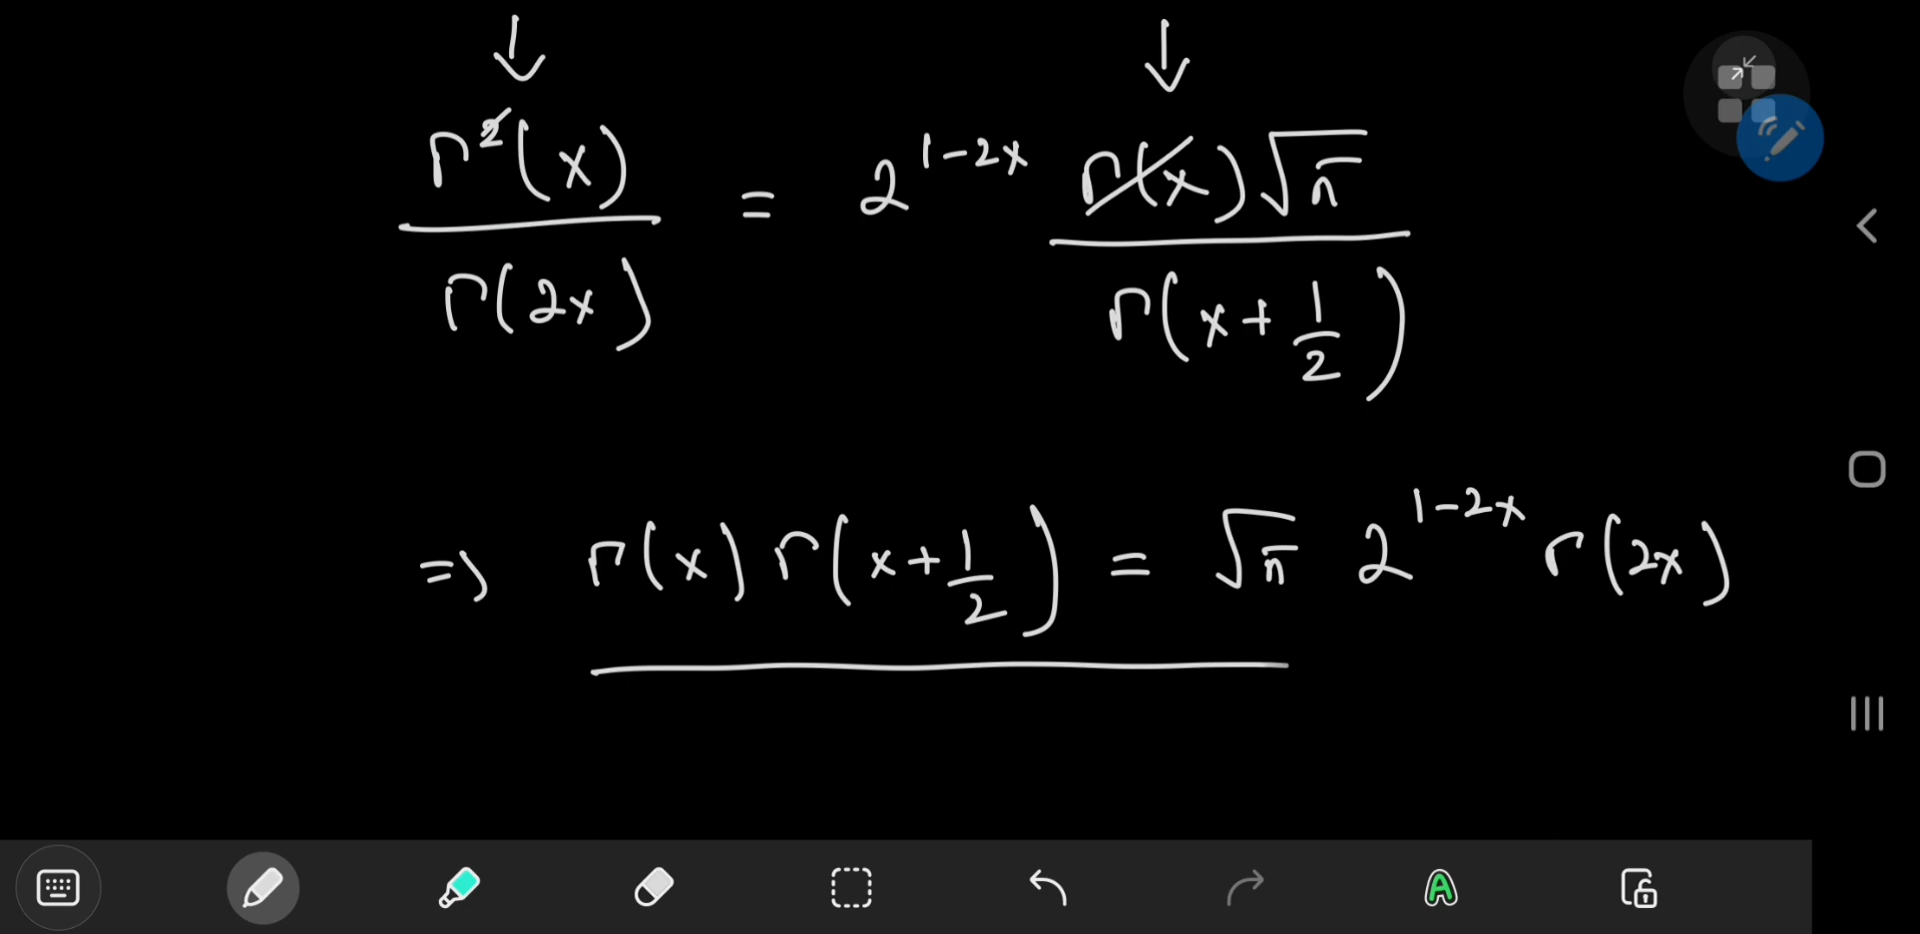 ↓ ↓
Γ²(x) / Γ(2x) = 2^(1-2x) Γ(x)√π / Γ(x + 1/2)
⇒ Γ(x) Γ(x + 1/2) = √π 2^(1-2x) Γ(2x)
A